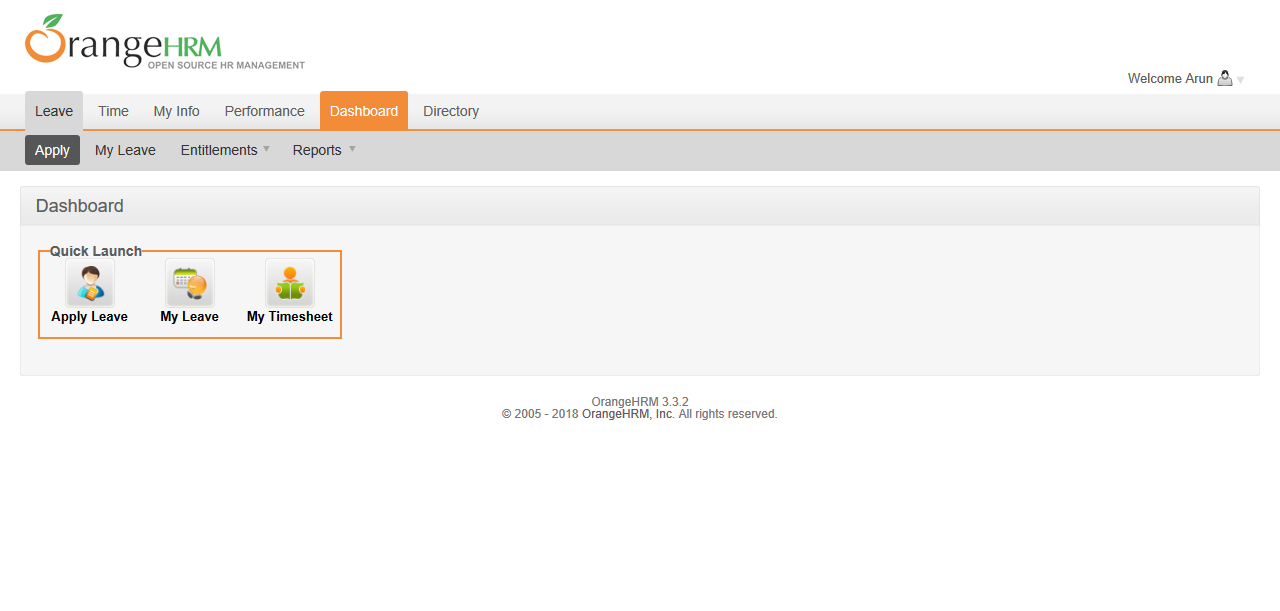 OrangeHRM
OPEN SOURCE HR MANAGEMENT
Welcome Arun
Leave Time My Info Performance Dashboard Directory
Apply My Leave Entitlements Reports
Dashboard
Quick Launch
Apply Leave My Leave My Timesheet
OrangeHRM 3.3.2
© 2005 - 2018 OrangeHRM, Inc. All rights reserved.